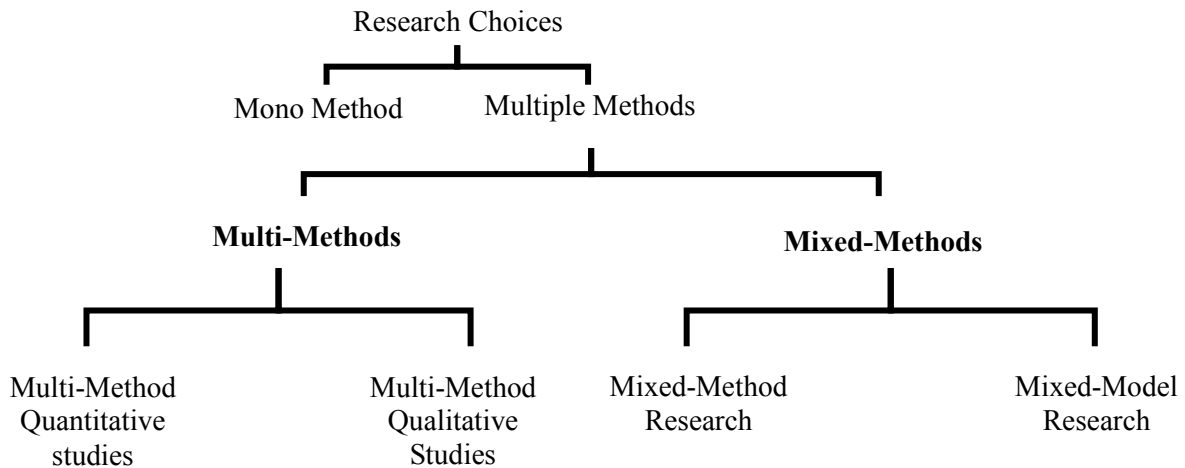 Research Choices
Mono Method
Multiple Methods
Multi-Methods
Mixed-Methods
Multi-Method
Quantitative
studies
Multi-Method
Qualitative
Studies
Mixed-Method
Research
Mixed-Model
Research